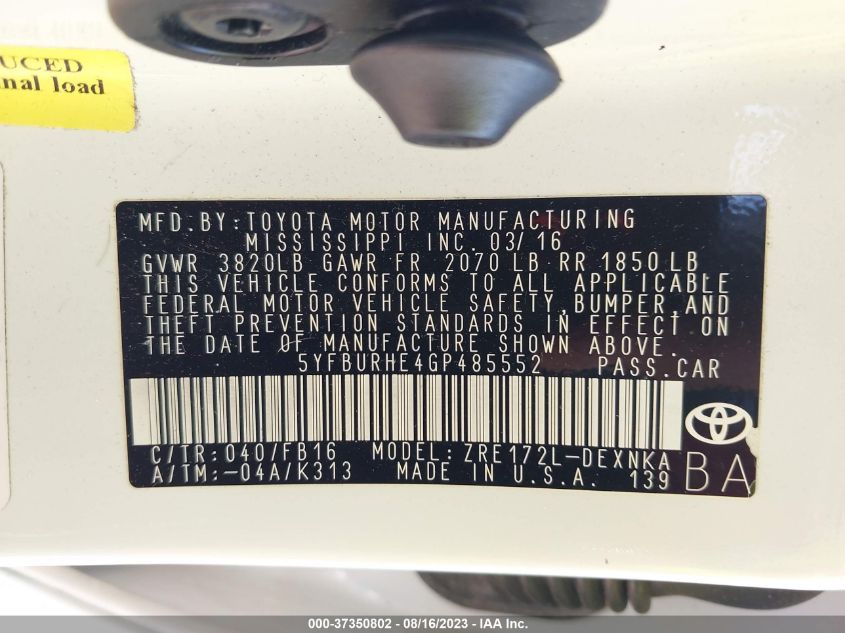 UCED
nal load
MFD.BY:TOYOTA MOTOR MANUFACTURING
MISSISSIPPI INC. 03/16
GVWR 3820LB GAWR FR 2070 LB RR 1850 LB
THIS VEHICLE CONFORMS TO ALL APPLICABLE
FEDERAL MOTOR VEHICLE SAFETY,BUMPER,AND
THEFT PREVENTION STANDARDS IN EFFECT ON
THE DATE OF MANUFACTURE SHOWN ABOVE.
5YFBURHE4GP485552 PASS.CAR
C/TR:040/FB16 MODEL:ZRE172L-DEXNKA
A/TM:-04A/K313 MADE IN U.S.A. 139 BA
000-37350802 - 08/16/2023 - IAA Inc.